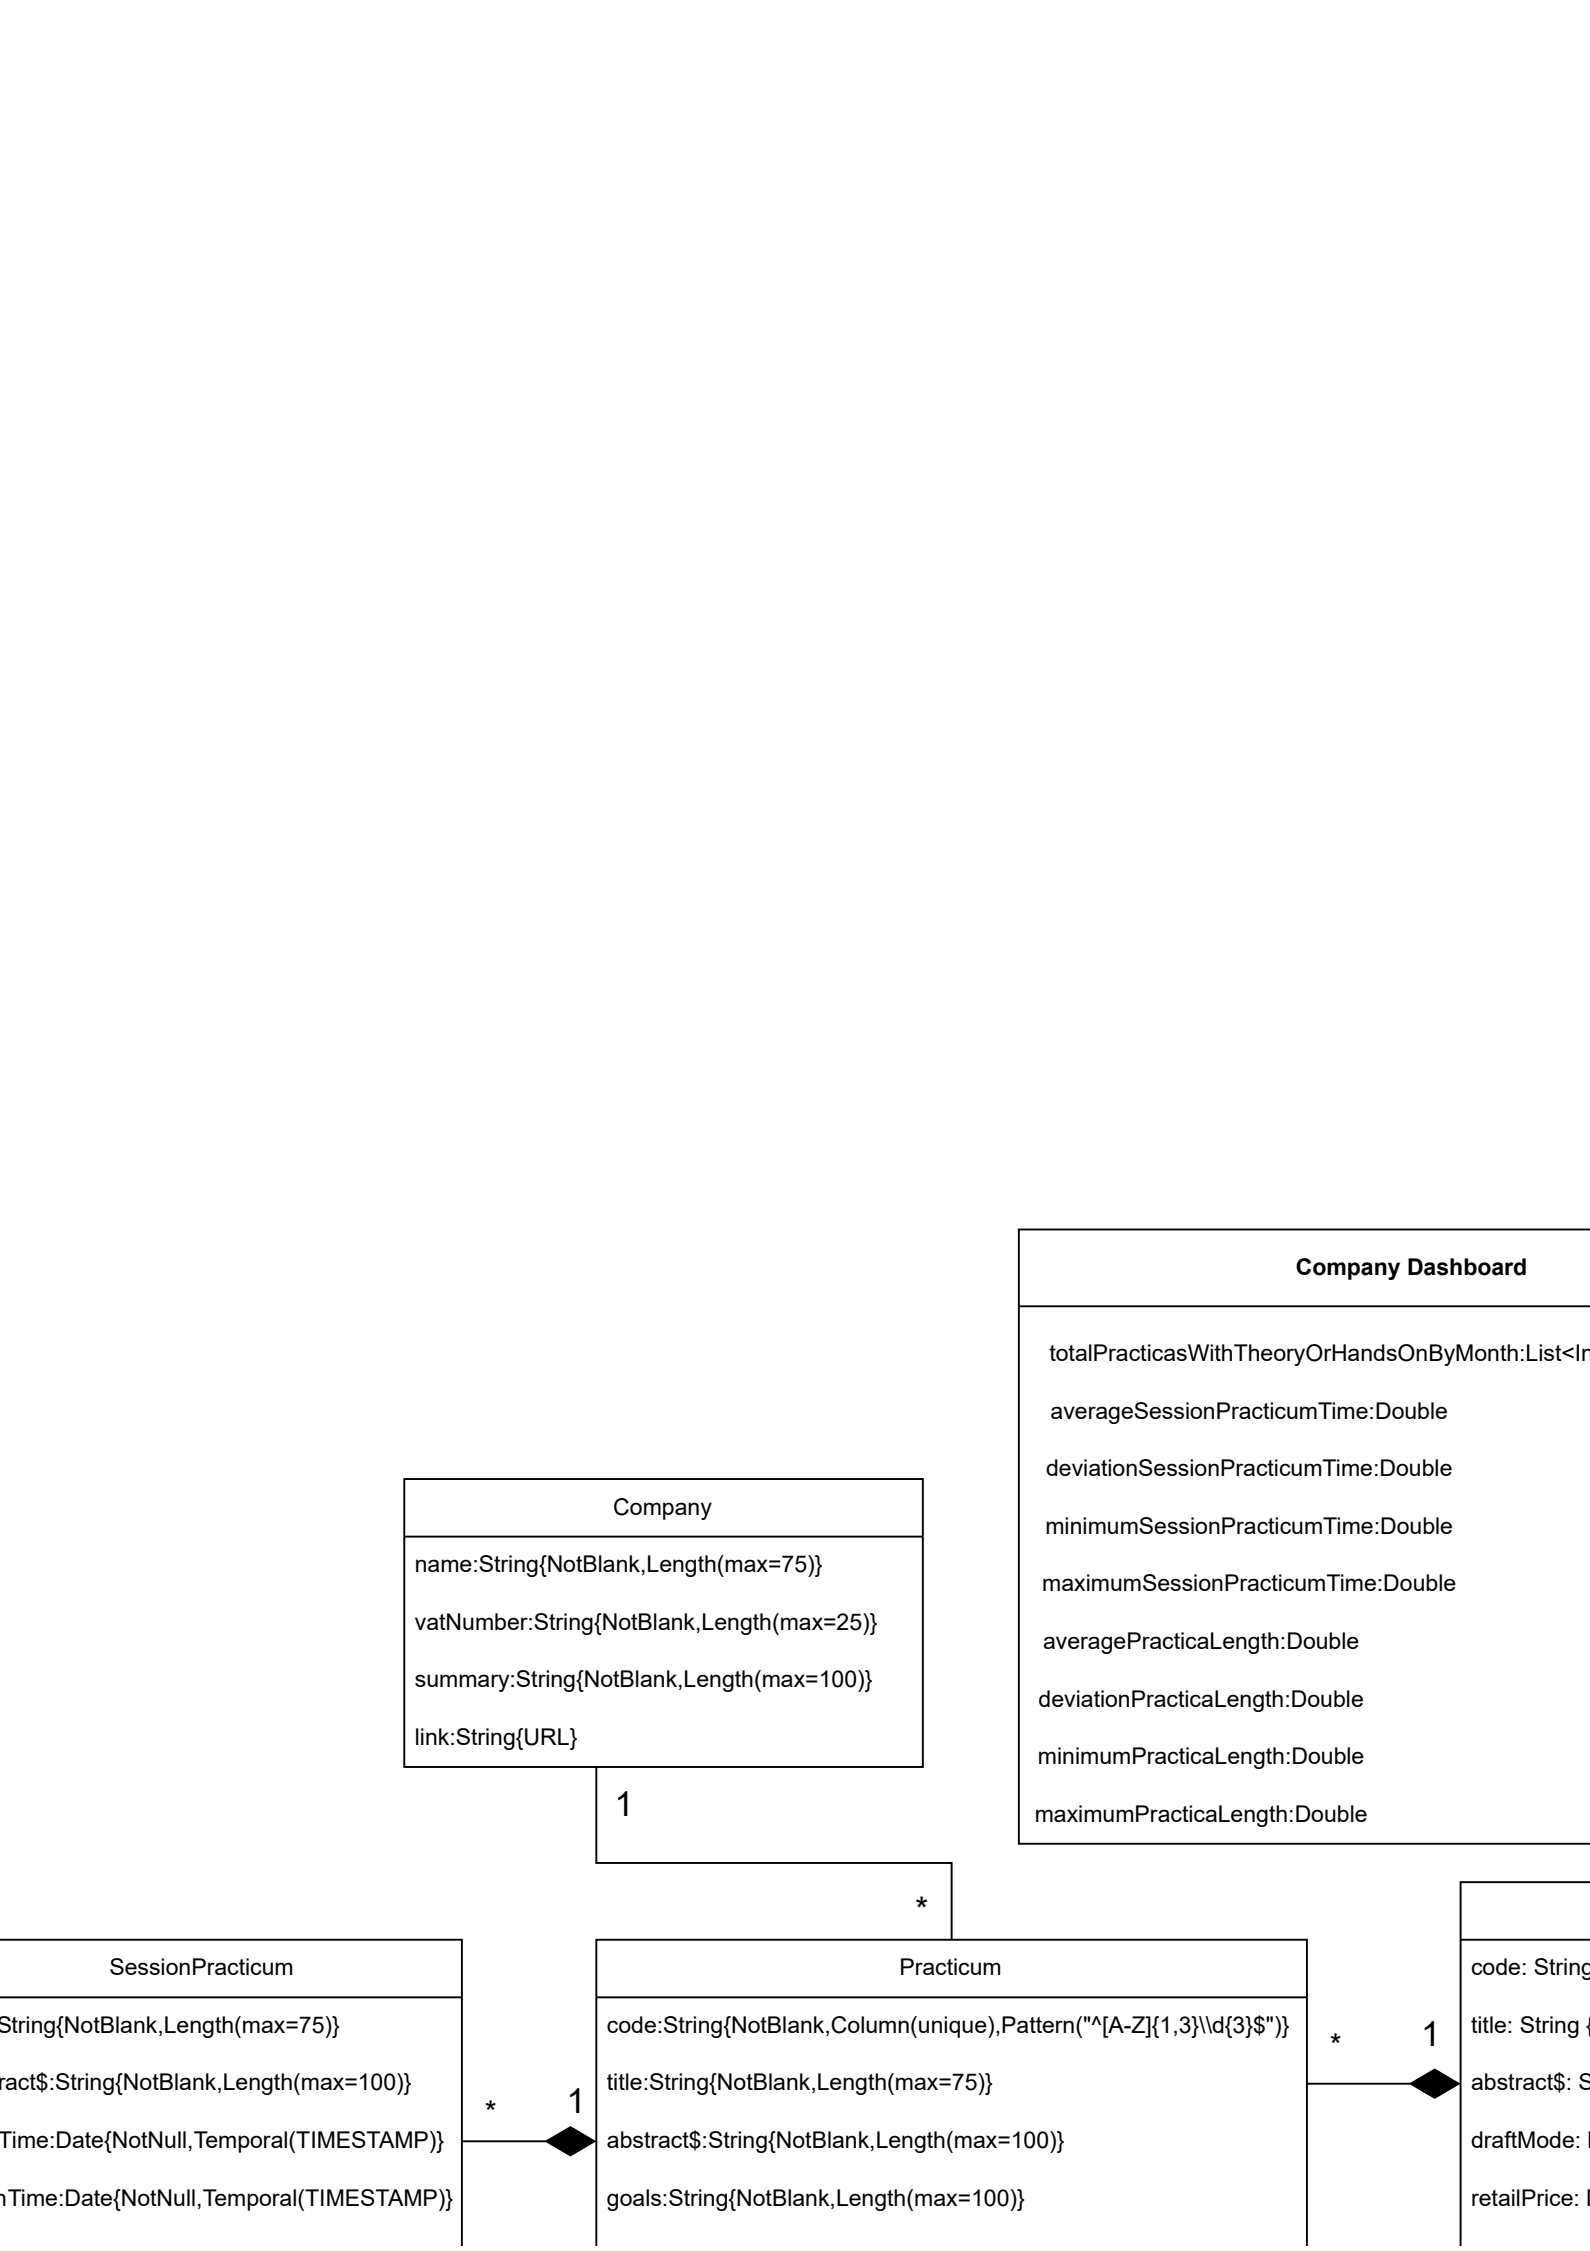 Company Dashboard
totalPracticasWithTheoryOrHandsOnByMonth:List<In
averageSessionPracticumTime:Double
deviationSessionPracticumTime:Double
minimumSessionPracticumTime:Double
maximumSessionPracticumTime:Double
averagePracticaLength:Double
deviationPracticaLength:Double
minimumPracticaLength:Double
maximumPracticaLength:Double
Company
name:String{NotBlank,Length(max=75)}
vatNumber:String{NotBlank,Length(max=25)}
summary:String{NotBlank,Length(max=100)}
link:String{URL}
1
*
SessionPracticum
String{NotBlank,Length(max=75)}
ract$:String{NotBlank,Length(max=100)}
Time:Date{NotNull,Temporal(TIMESTAMP)}
nTime:Date{NotNull,Temporal(TIMESTAMP)}
*
1
Practicum
code:String{NotBlank,Column(unique),Pattern("^[A-Z]{1,3}\\d{3}$")}
title:String{NotBlank,Length(max=75)}
abstract$:String{NotBlank,Length(max=100)}
goals:String{NotBlank,Length(max=100)}
*
1
code: String
title: String {
abstract$: S
draftMode:
retailPrice: